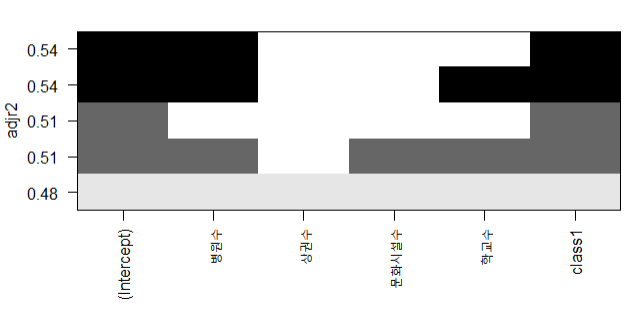 adjr2
0.54
0.54
0.51
0.51
0.48
(Intercept)
병원수
상권수
문화시설수
학교수
class1